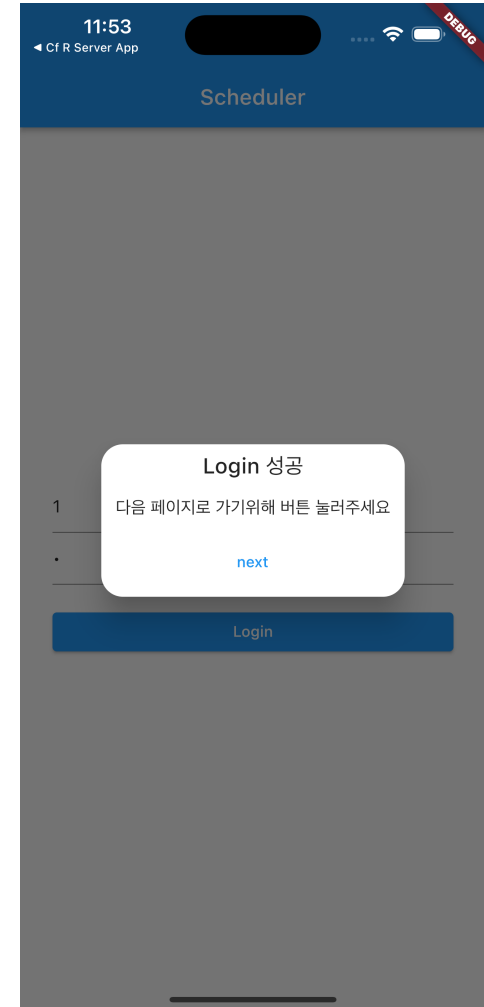 11:53
◀ Cf R Server App
DEBUG
Scheduler
Login 성공
다음 페이지로 가기위해 버튼 눌러주세요
next
1
•
Login